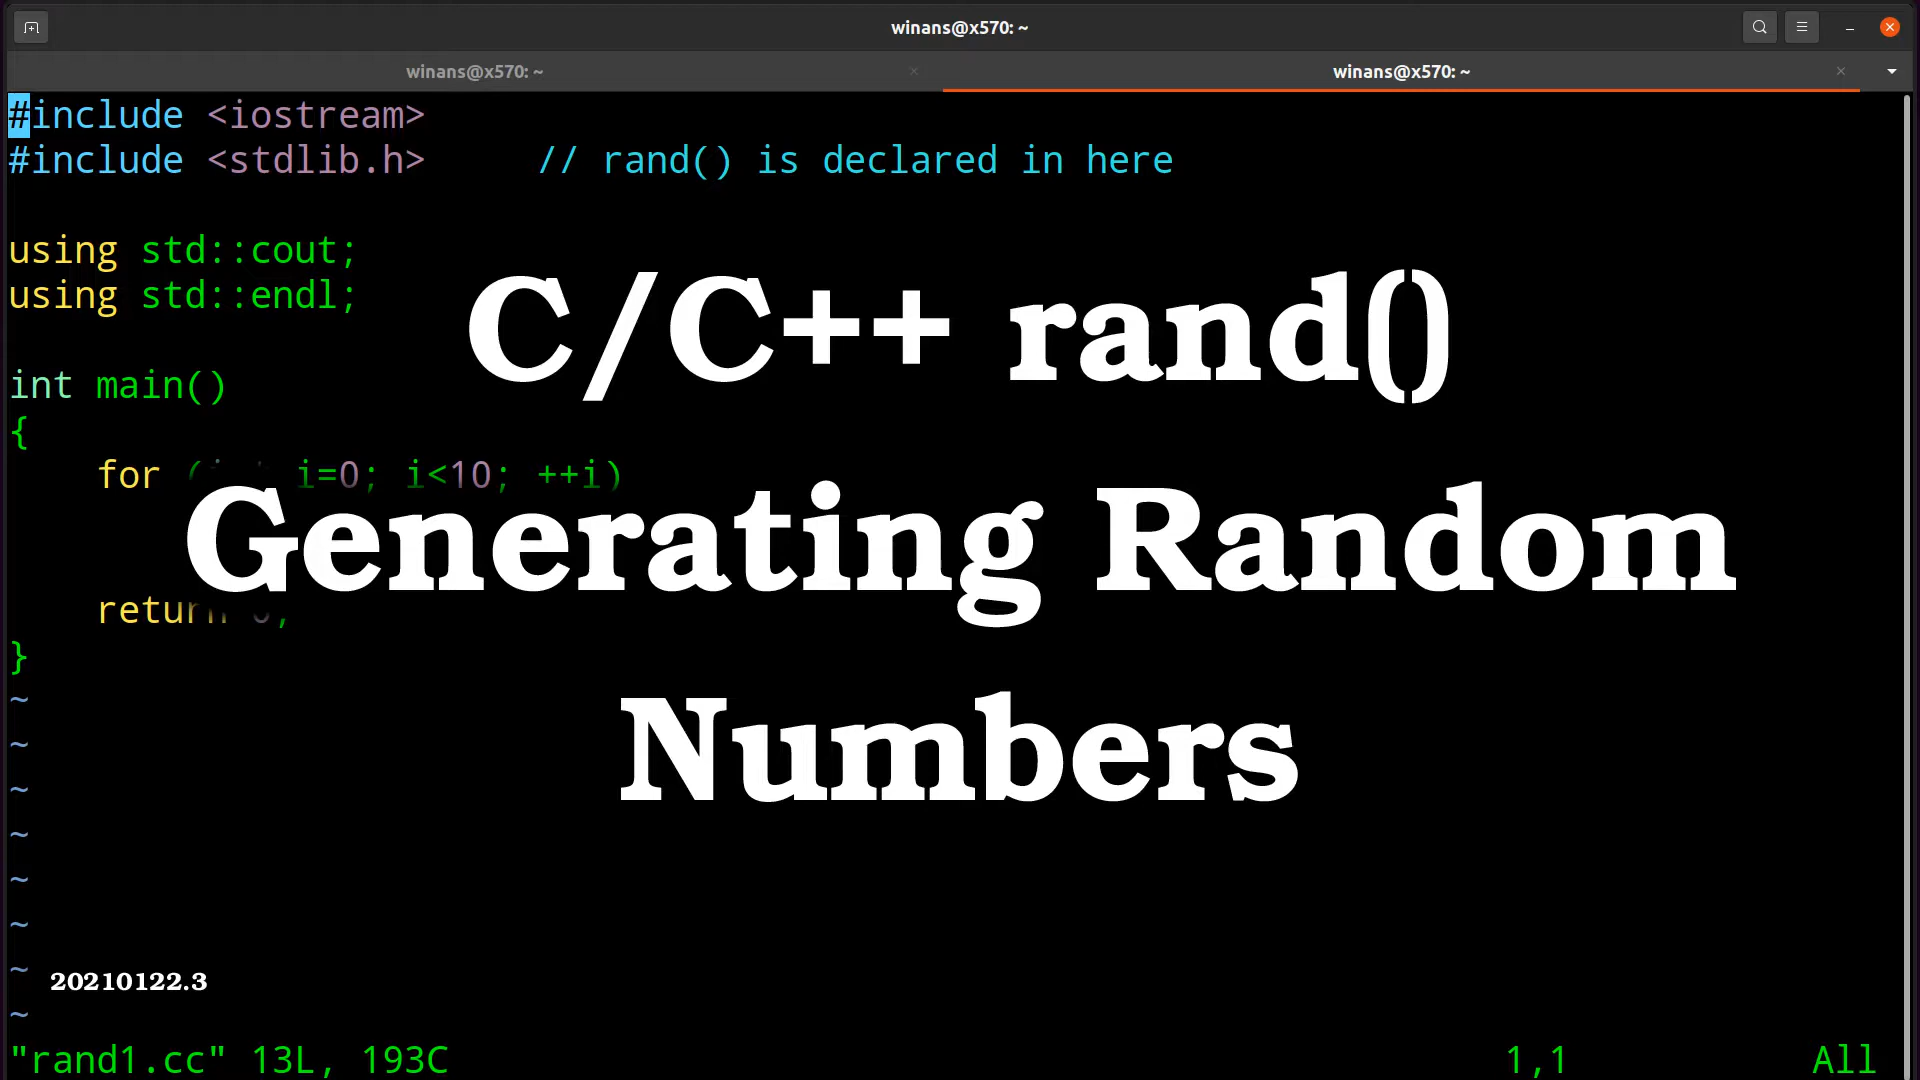 winans@x570: ~
winans@x570: ~ winans@x570: ~
#include <iostream>
#include <stdlib.h> // rand() is declared in here
using std::cout;
using std::endl;
int main()
{
for ( i=0; i<10; ++i)
return 0;
}
~
~
~
~
~
~
~
~
C/C++ rand()
Generating Random
Numbers
20210122.3
"rand1.cc" 13L, 193C 1,1 All